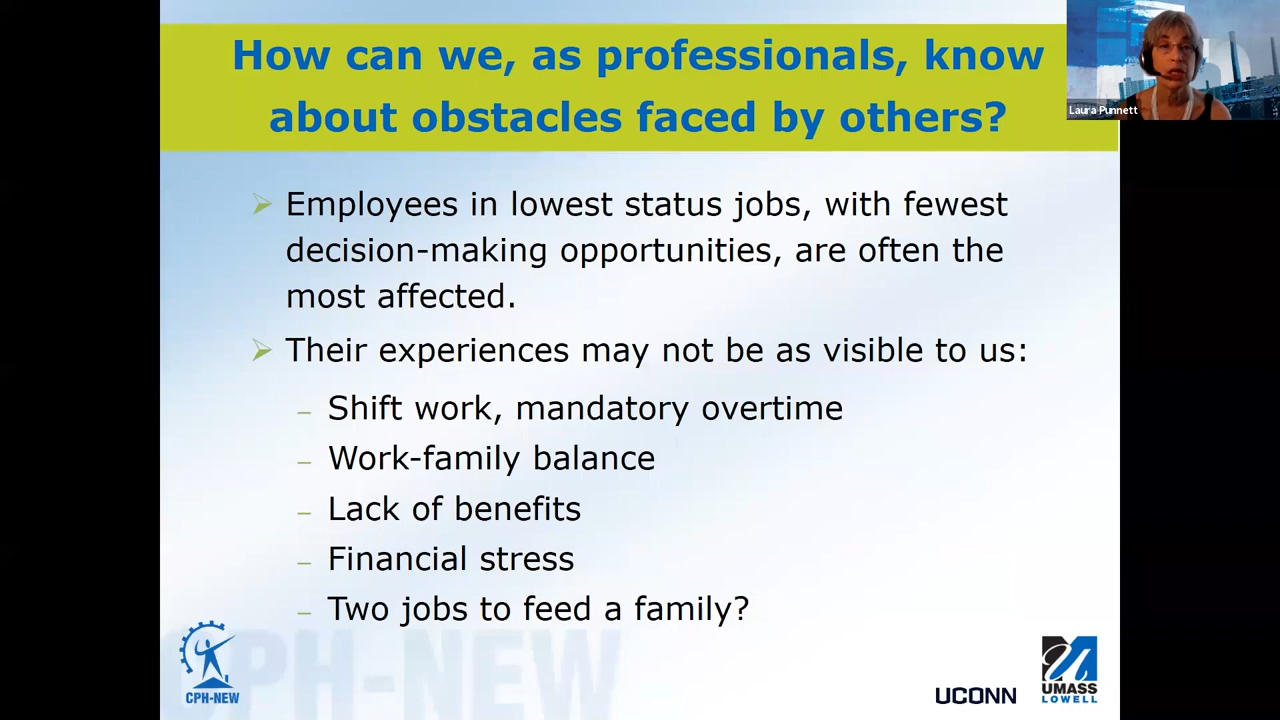 How can we, as professionals, know
about obstacles faced by others?
Laura Punnett
Employees in lowest status jobs, with fewest
decision-making opportunities, are often the
most affected.
Their experiences may not be as visible to us:
– Shift work, mandatory overtime
– Work-family balance
– Lack of benefits
– Financial stress
– Two jobs to feed a family?
CPH-NEW
CPH-NEW
UCONN
UMASS
LOWELL